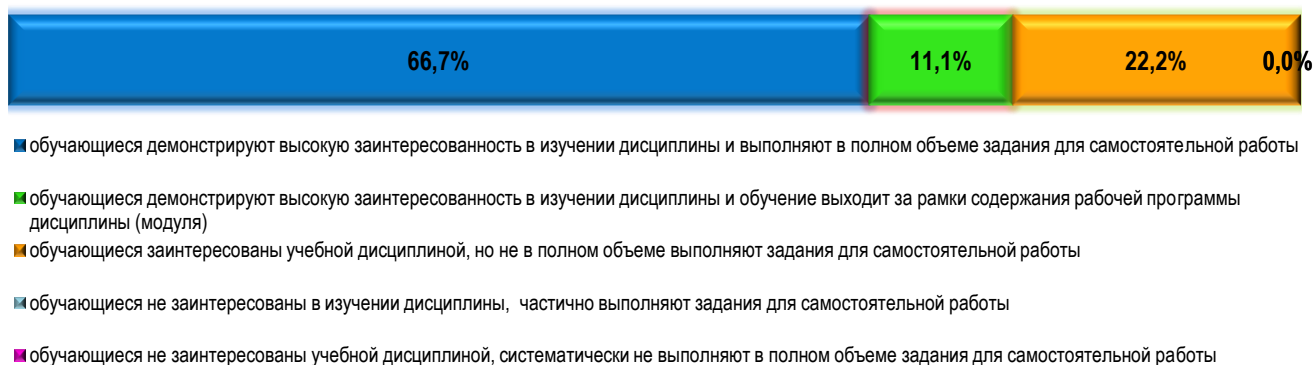 66,7% 11,1% 22,2% 0,0%
обучающиеся демонстрируют высокую заинтересованность в изучении дисциплины и выполняют в полном объеме задания для самостоятельной работы
обучающиеся демонстрируют высокую заинтересованность в изучении дисциплины и обучение выходит за рамки содержания рабочей программы
дисциплины (модуля)
обучающиеся заинтересованы учебной дисциплиной, но не в полном объеме выполняют задания для самостоятельной работы
обучающиеся не заинтересованы в изучении дисциплины, частично выполняют задания для самостоятельной работы
обучающиеся не заинтересованы учебной дисциплиной, систематически не выполняют в полном объеме задания для самостоятельной работы